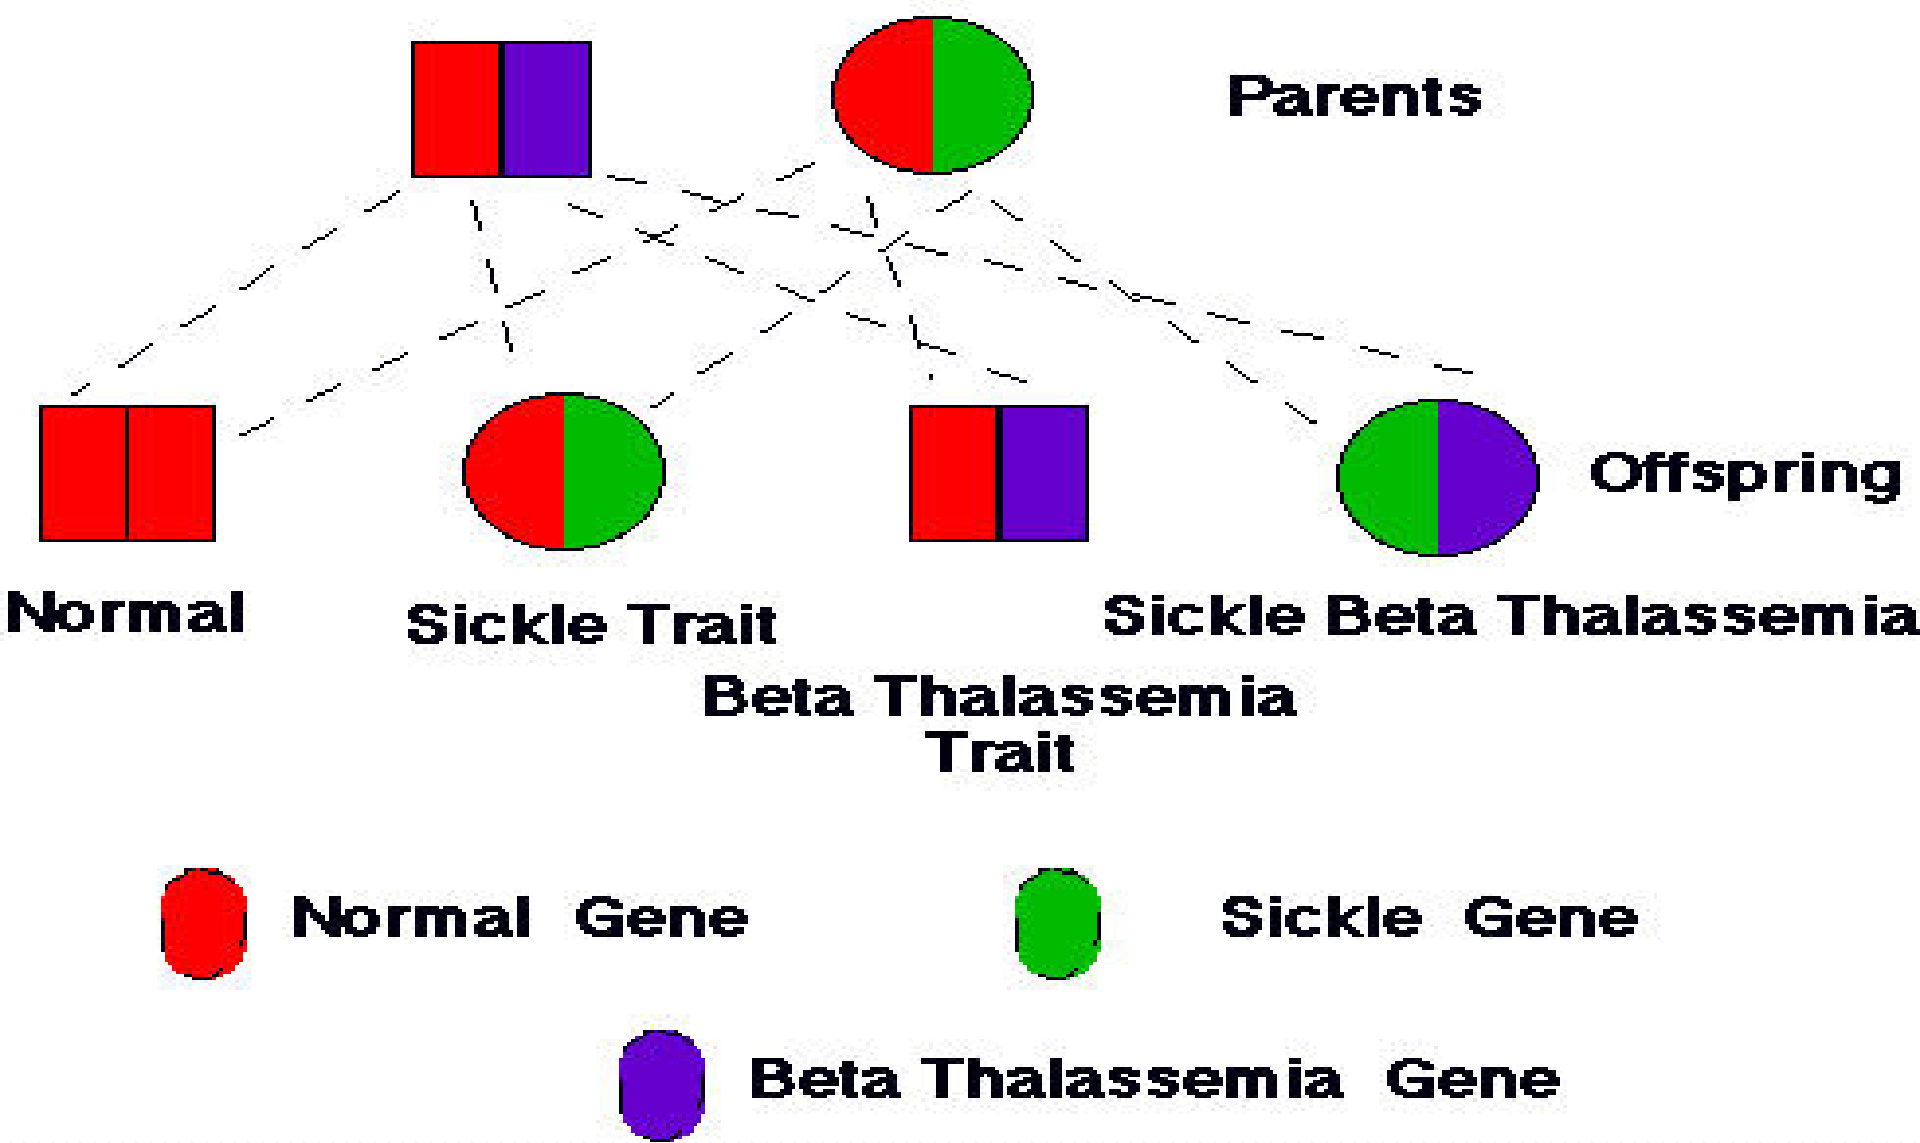 Parents
Offspring
Normal
Sickle Trait
Sickle Beta Thalassemia
Beta Thalassemia
Trait
Normal Gene
Sickle Gene
Beta Thalassemia Gene